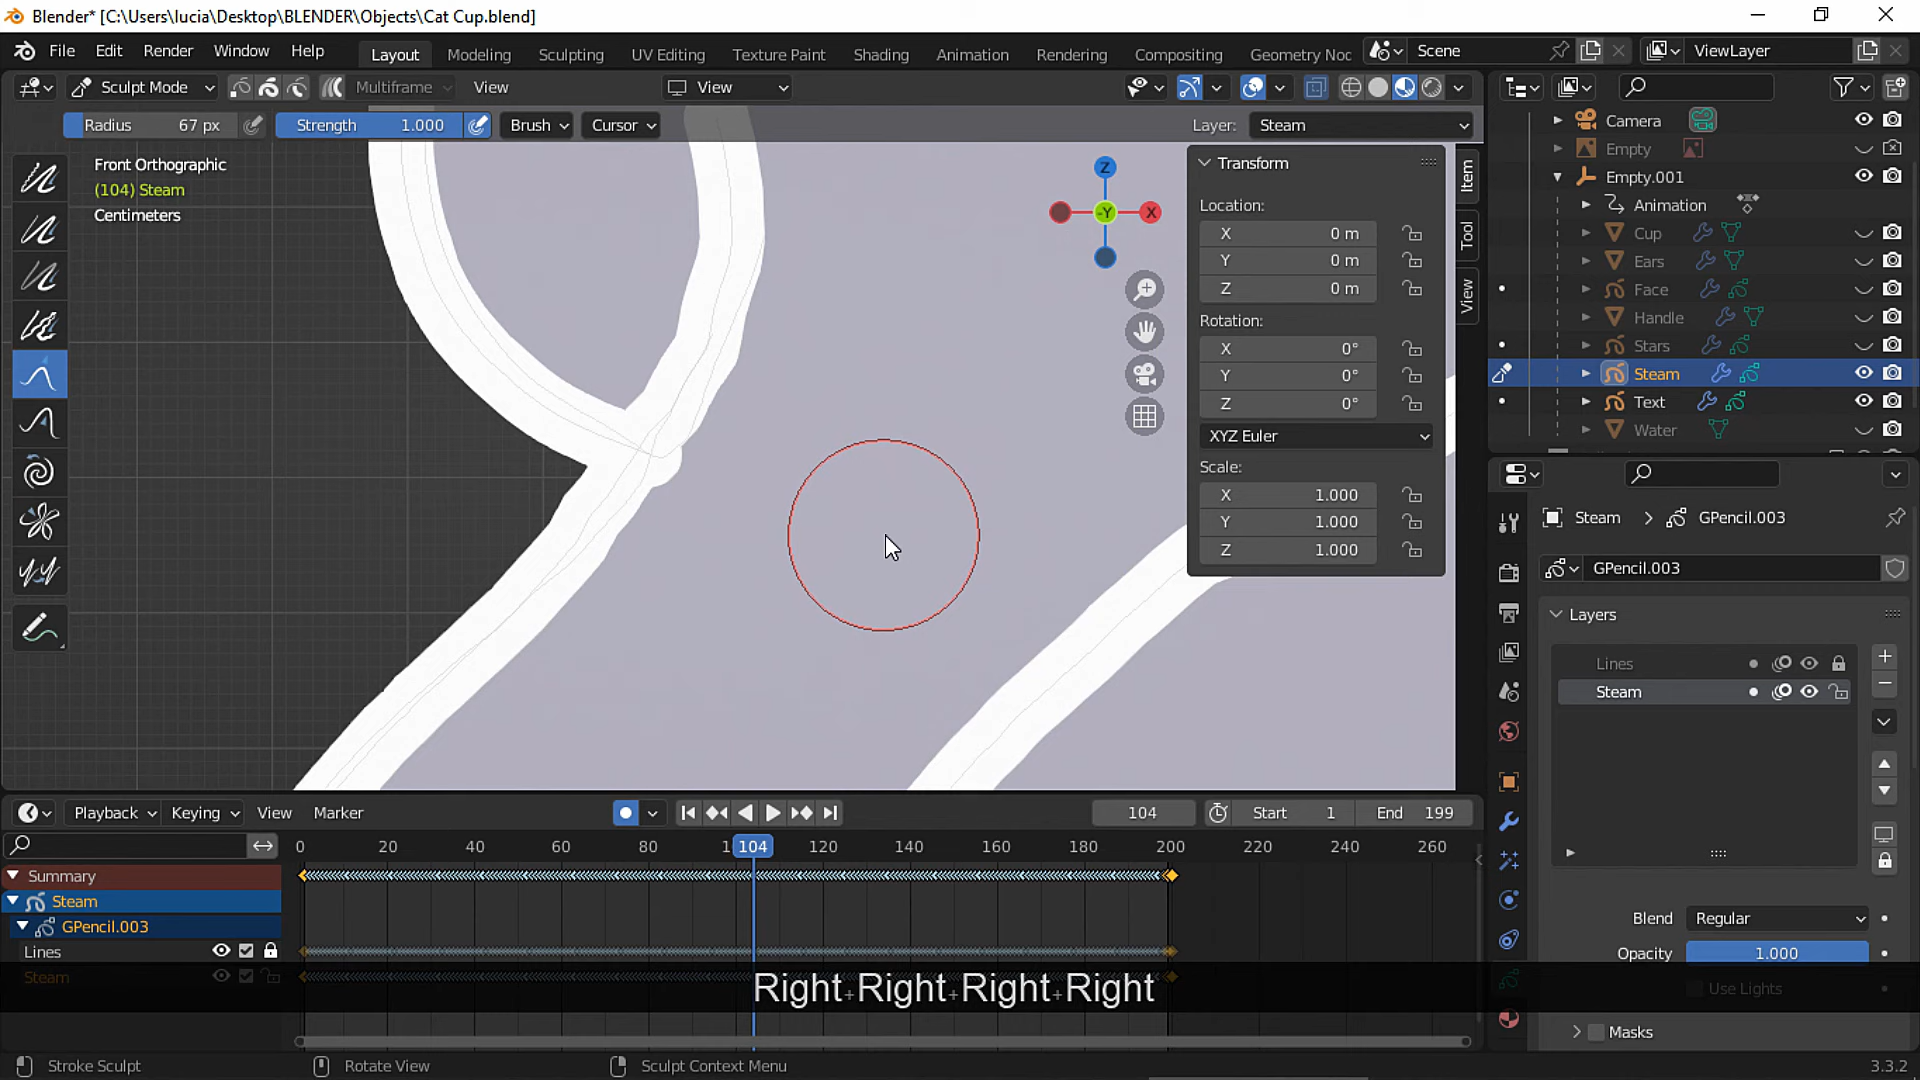 Blender* [C:\Users\lucia\Desktop\BLENDER\Objects\Cat Cup.blend]
File Edit Render Window Help Layout Modeling Sculpting UV Editing Texture Paint Shading Animation Rendering Compositing Geometry Noc Scene ViewLayer
Sculpt Mode Multiframe View View
Radius 67 px Strength 1.000 Brush Cursor Layer: Steam
Front Orthographic
(104) Steam
Centimeters
Z
-Y
X
Transform
Location:
X 0 m
Y 0 m
Z 0 m
Rotation:
X 0°
Y 0°
Z 0°
XYZ Euler
Scale:
X 1.000
Y 1.000
Z 1.000
Item
Tool
View
Camera
Empty
Empty.001
Animation
Cup
Ears
Face
Handle
Stars
Steam
Text
Water
Steam GPencil.003
GPencil.003
Layers
Lines
Steam
Blend Regular
Opacity 1.000
Use Lights
Masks
Playback Keying View Marker 104 Start 1 End 199
0 20 40 60 80 1 104 120 140 160 180 200 220 240 260
Summary
Steam
GPencil.003
Lines
Steam
Right+Right+Right+Right
Stroke Sculpt Rotate View Sculpt Context Menu 3.3.2